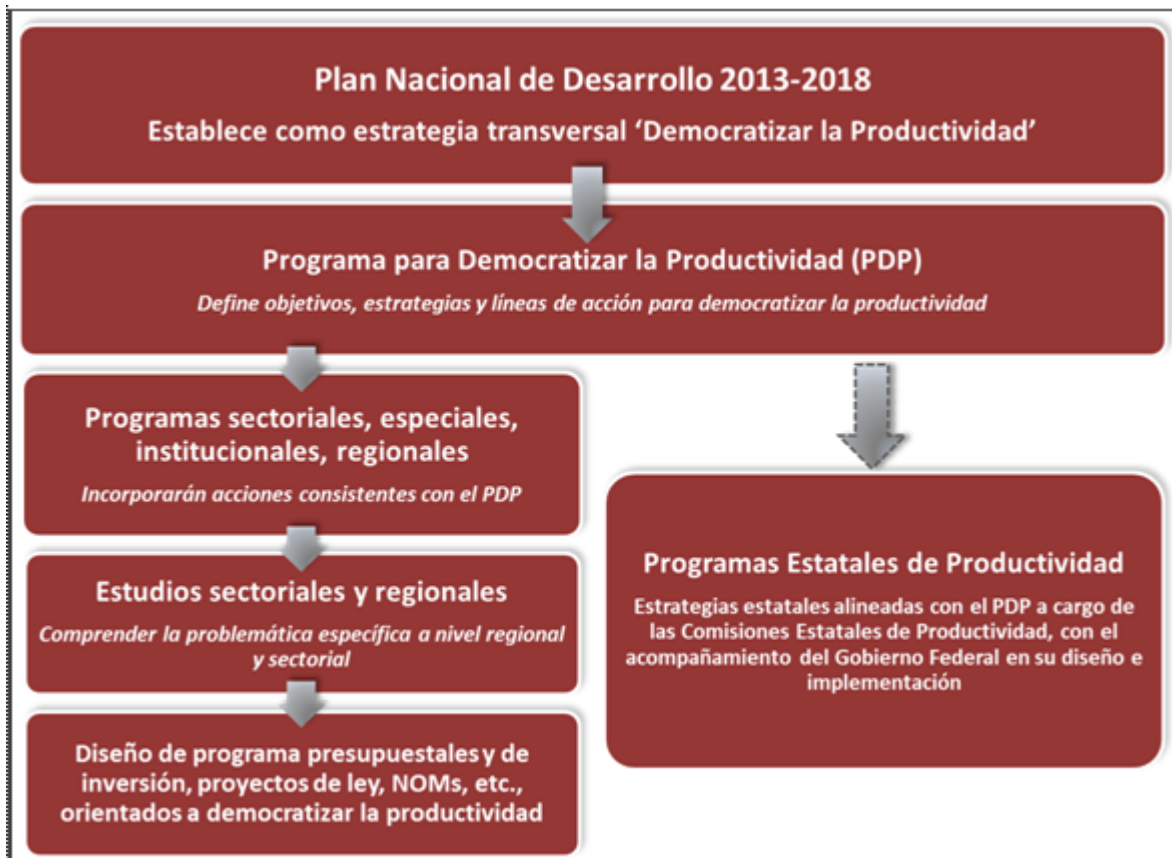 Plan Nacional de Desarrollo 2013-2018
Establece como estrategia transversal ‘Democratizar la Productividad’
Programa para Democratizar la Productividad (PDP)
Define objetivos, estrategias y líneas de acción para democratizar la productividad
Programas sectoriales, especiales,
institucionales, regionales
Incorporarán acciones consistentes con el PDP
Estudios sectoriales y regionales
Comprender la problemática específica a nivel regional
y sectorial
Diseño de programa presupuestales y de
inversión, proyectos de ley, NOMs, etc.,
orientados a democratizar la productividad
Programas Estatales de Productividad
Estrategias estatales alineadas con el PDP a cargo de
las Comisiones Estatales de Productividad, con el
acompañamiento del Gobierno Federal en su diseño e
implementación